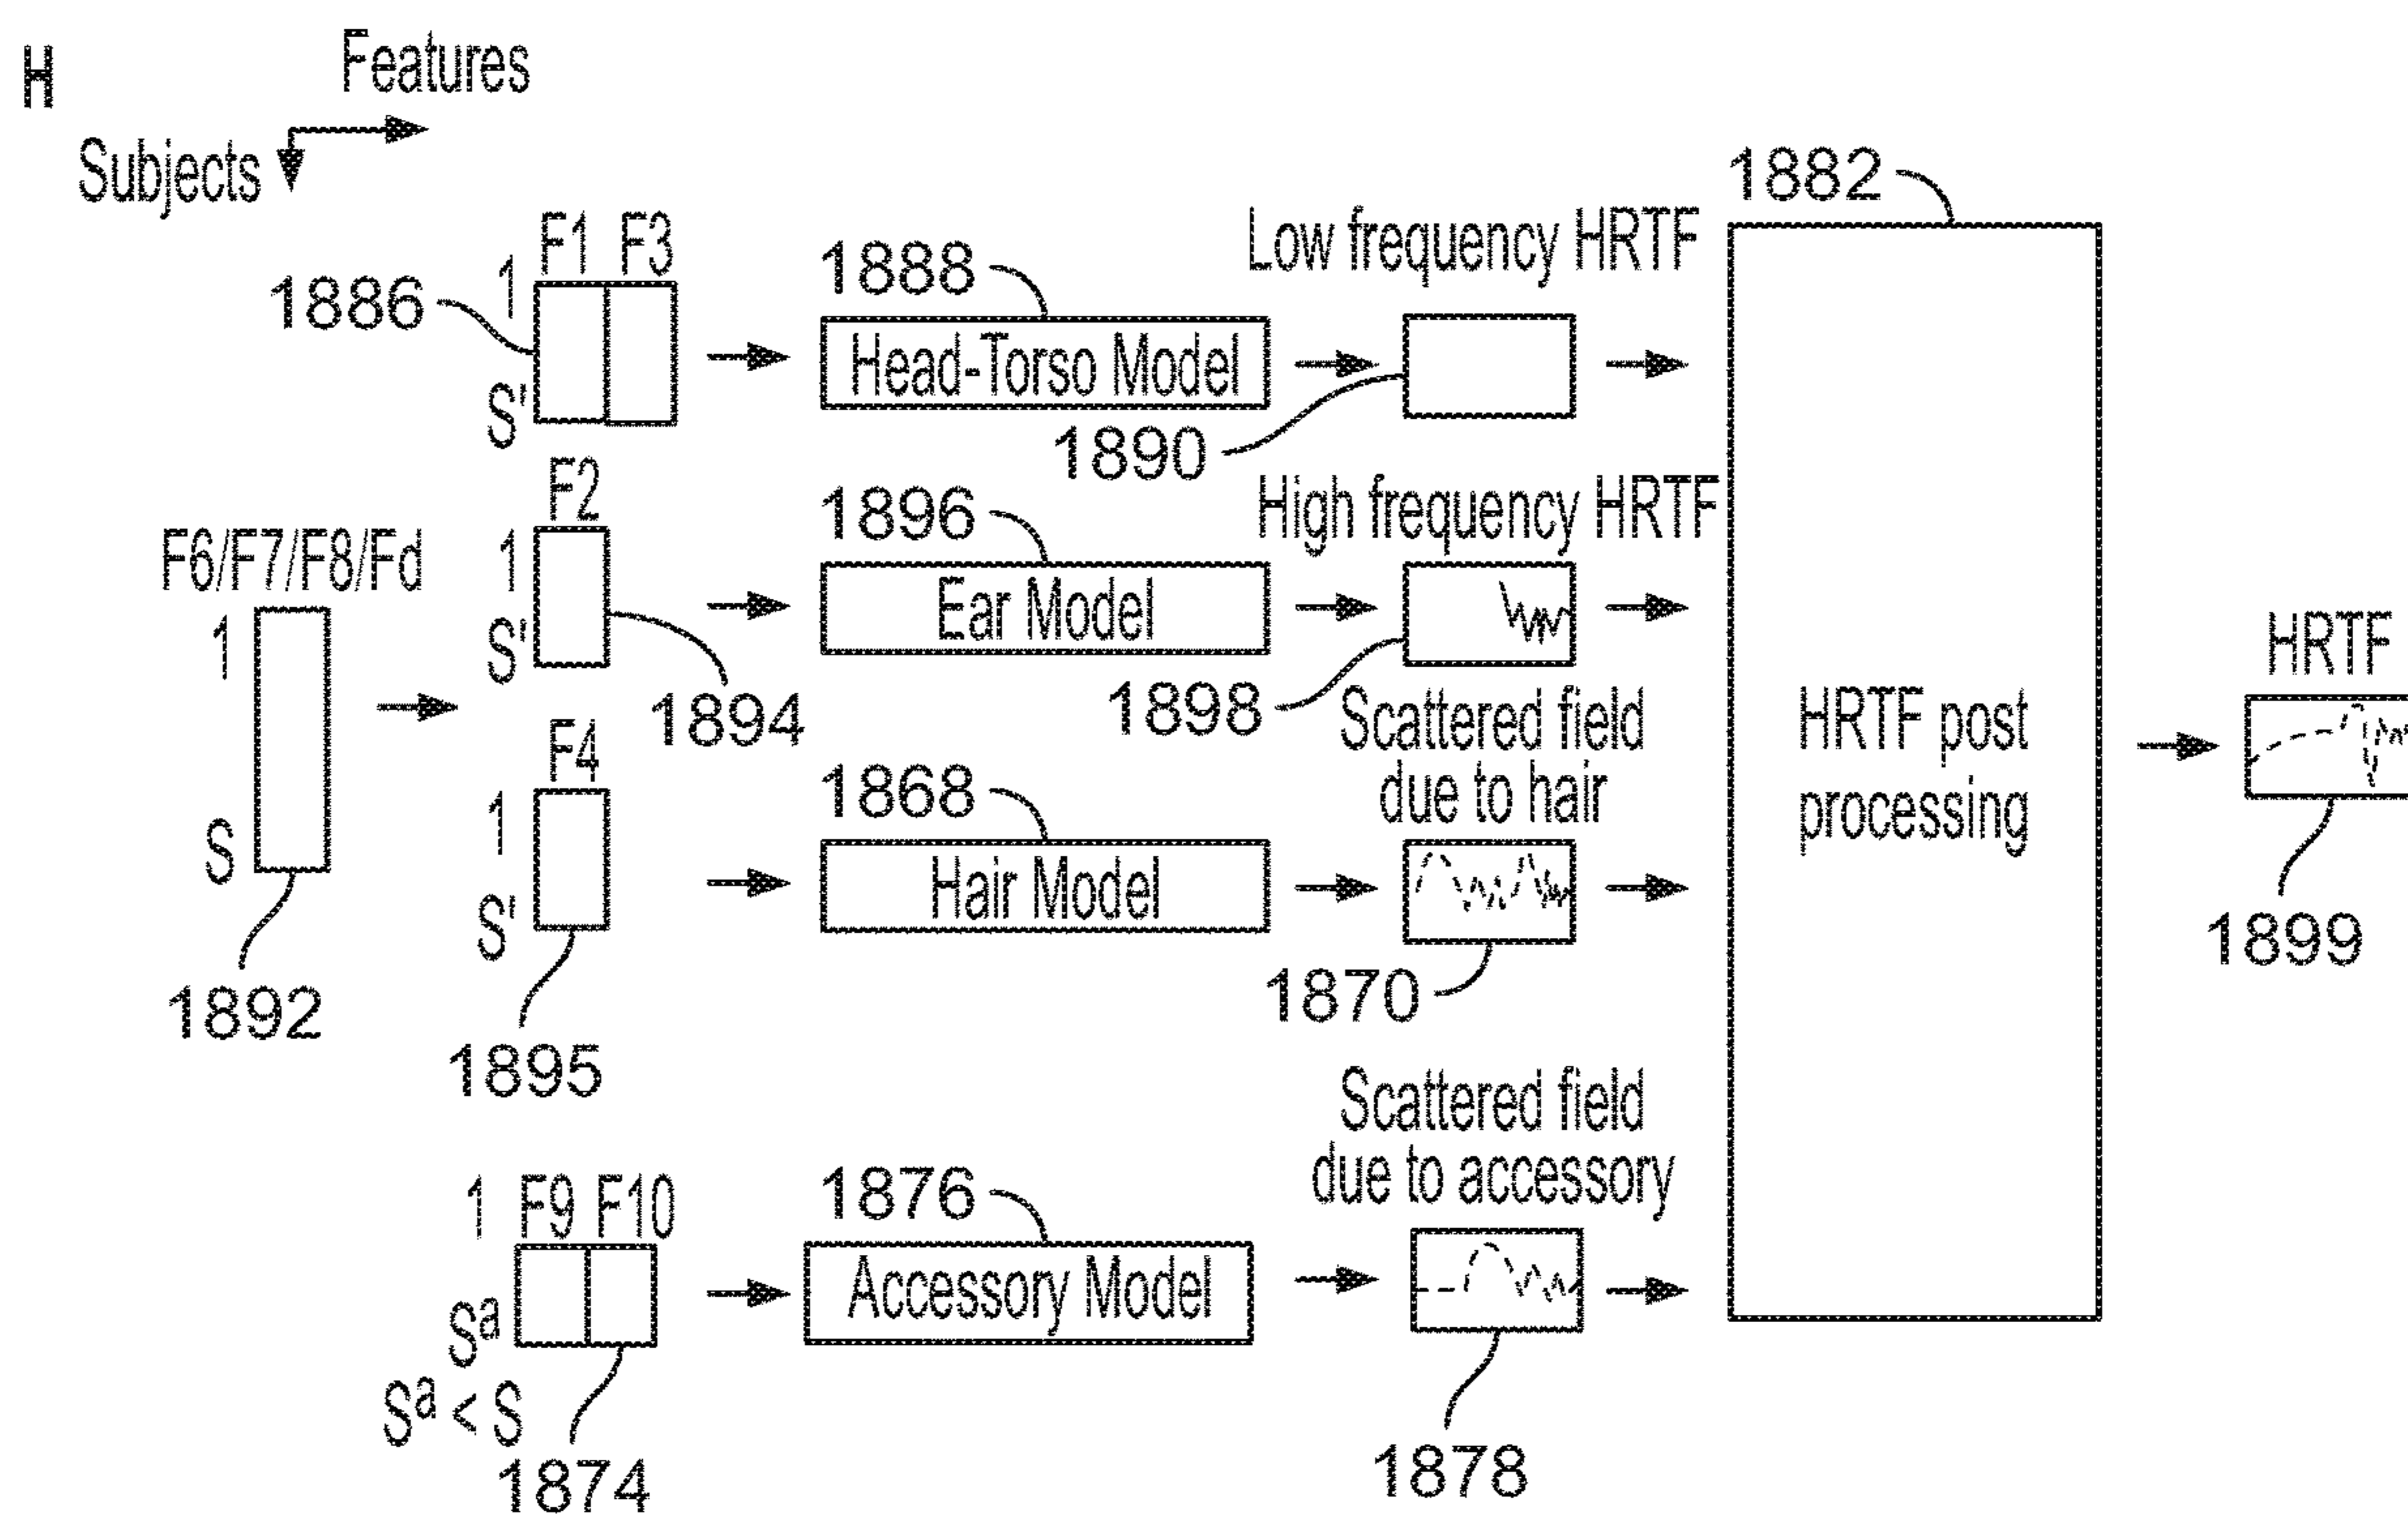 H
Features
Subjects
1882
F1 F3
Low frequency HRTF
1888
1
1886
Head-Torso Model
S'
1890
F2
High frequency HRTF
1896
F6/F7/F8/Fd
1
Ear Model
HRTF
1
S'
1894
1898
Scattered field
due to hair
HRTF post
processing
F4
1868
1
S
Hair Model
S'
1899
1870
1892
1895
Scattered field
due to accessory
1876
1 F9 F10
Accessory Model
Sa
Sa < S
1874
1878